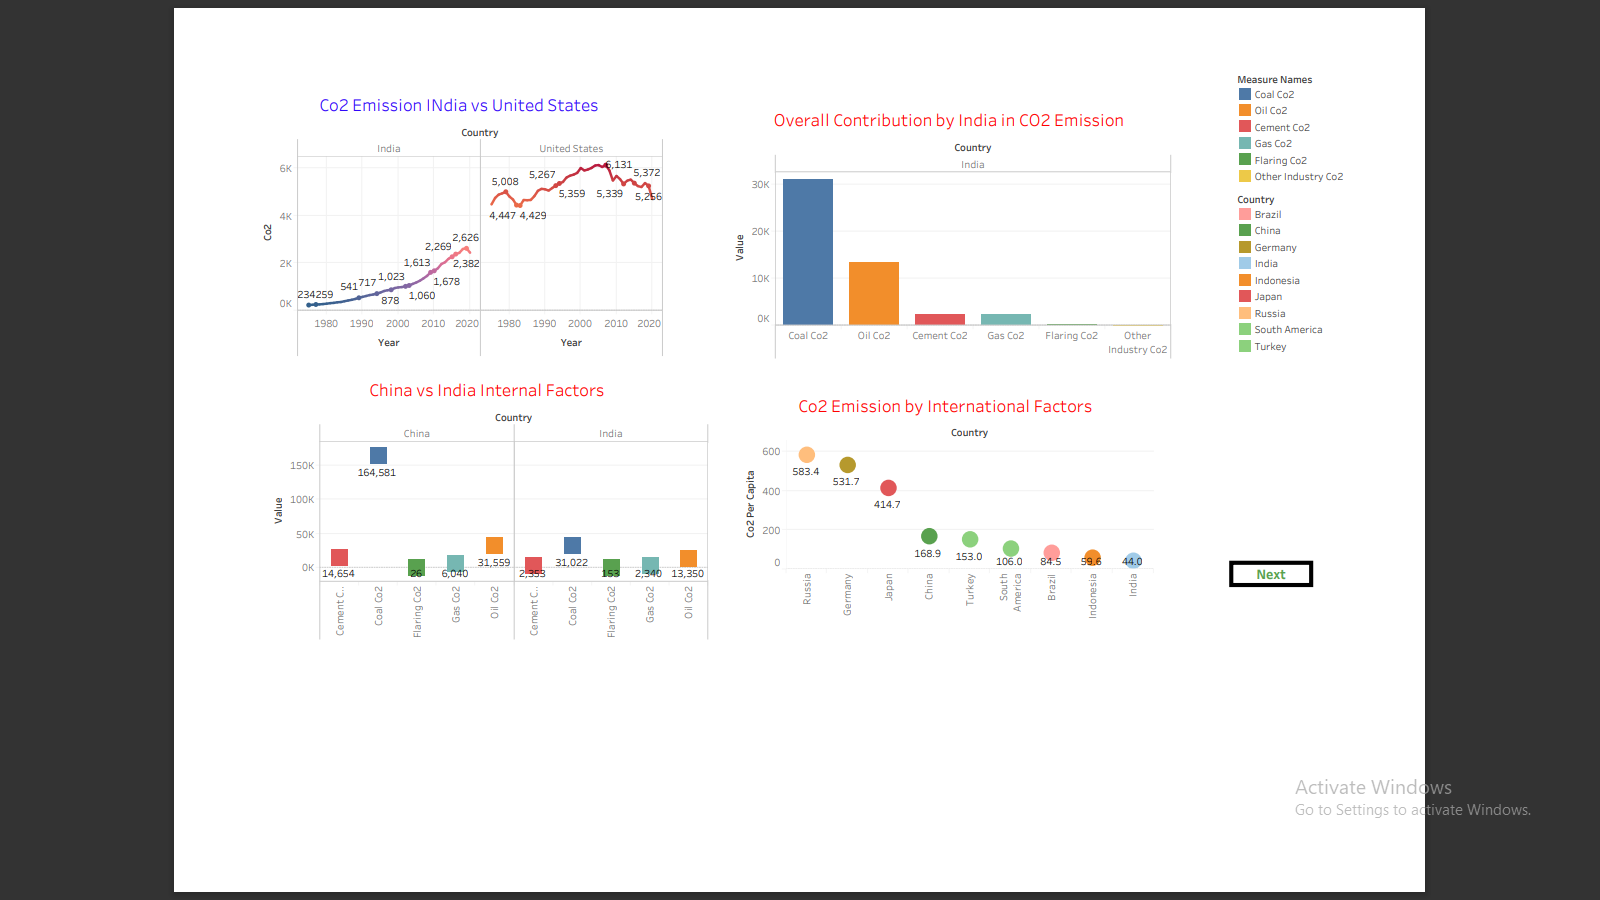 Co2 Emission INdia vs United States
Country
India
United States
Co2
6K
4K
2K
0K
234
259
541
717
878
1,023
1,060
1,613
1,678
2,269
2,626
2,382
4,447
5,008
4,429
5,267
5,359
6,131
5,339
5,372
5,256
1980
1990
2000
2010
2020
1980
1990
2000
2010
2020
Year
Year
Overall Contribution by India in CO2 Emission
Country
India
Value
30K
20K
10K
0K
Coal Co2
Oil Co2
Cement Co2
Gas Co2
Flaring Co2
Other
Industry Co2
Measure Names
Coal Co2
Oil Co2
Cement Co2
Gas Co2
Flaring Co2
Other Industry Co2
Country
Brazil
China
Germany
India
Indonesia
Japan
Russia
South America
Turkey
China vs India Internal Factors
Country
China
India
Value
150K
100K
50K
0K
14,654
164,581
26
6,040
31,559
2,353
31,022
153
2,340
13,350
Cement C..
Coal Co2
Flaring Co2
Gas Co2
Oil Co2
Cement C..
Coal Co2
Flaring Co2
Gas Co2
Oil Co2
Co2 Emission by International Factors
Country
Co2 Per Capita
600
400
200
0
583.4
531.7
414.7
168.9
153.0
106.0
84.5
59.6
44.0
Russia
Germany
Japan
China
Turkey
South
America
Brazil
Indonesia
India
Next
Activate Windows
Go to Settings to activate Windows.